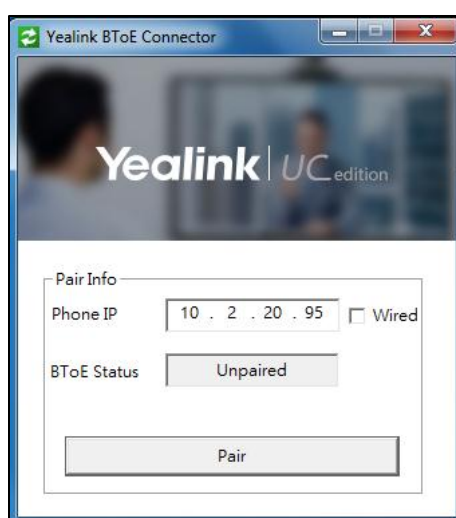 Yealink BToE Connector
Yealink | UC edition
Pair Info
Phone IP 10 . 2 . 20 . 95 Wired
BToE Status Unpaired
Pair